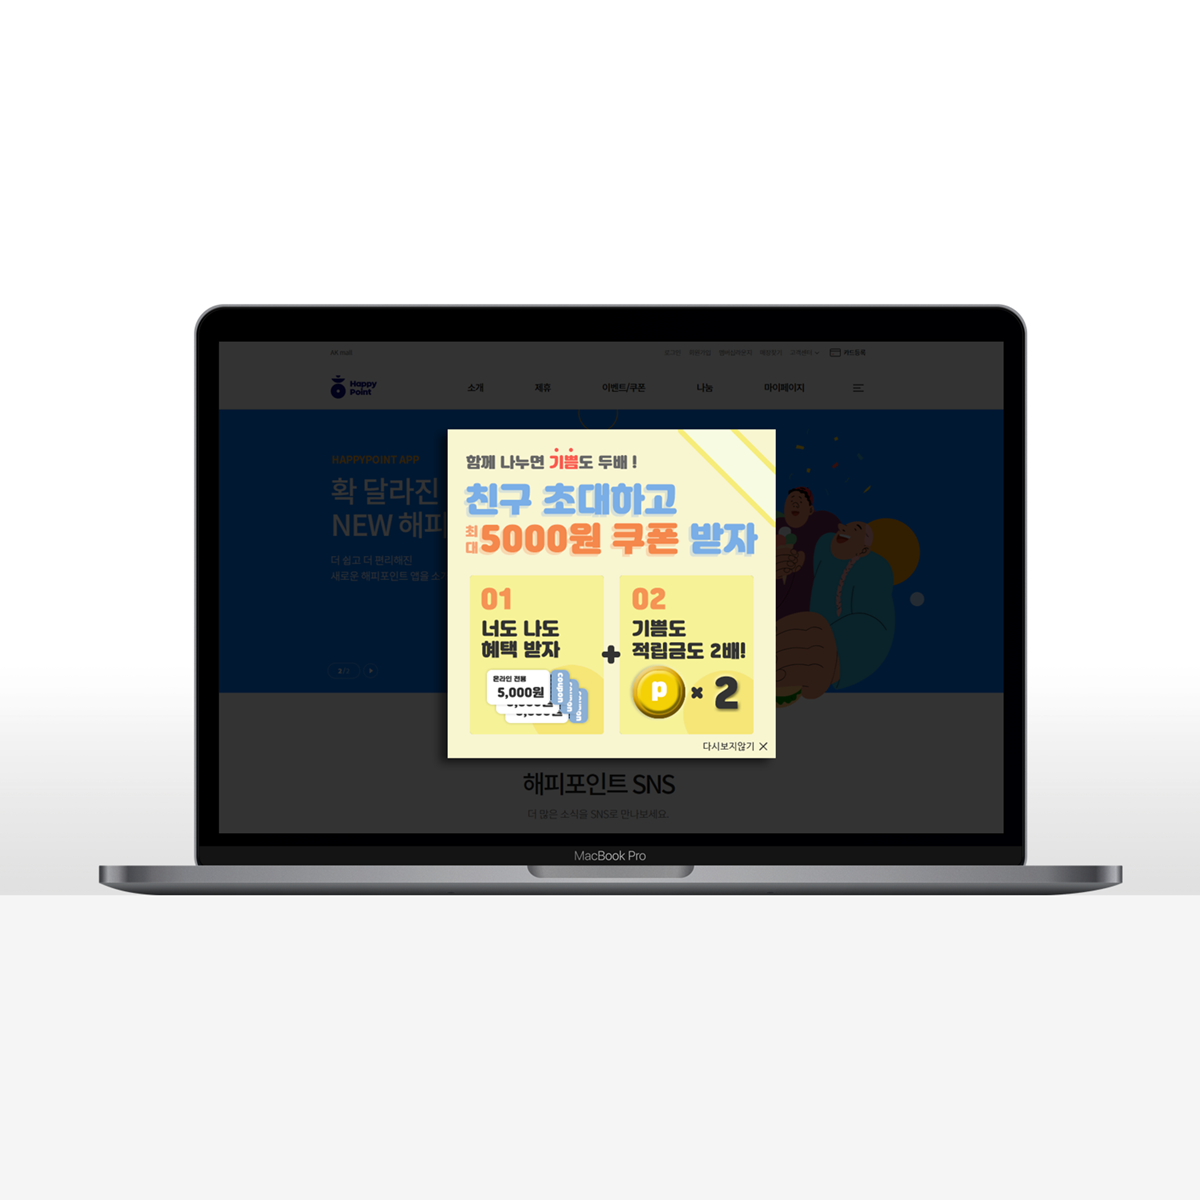 카드등록
Happy
Point
소개
제휴
이벤트/쿠폰
나눔
마이페이지
HAPPYPOINT APP
확 달라진
NEW 해피
더 쉽고 더 편리해진
새로운 해피포인트 앱을 소개
함께 나누면 기쁨도 두배 !
친구 초대하고
최대 5000원 쿠폰 받자
01
너도 나도
혜택 받자
온라인 전용
5,000원
coupon
+
02
기쁨도
적립금도 2배!
P × 2
다시보지않기 ×
해피포인트 SNS
더 많은 소식을 SNS로 만나보세요.
MacBook Pro